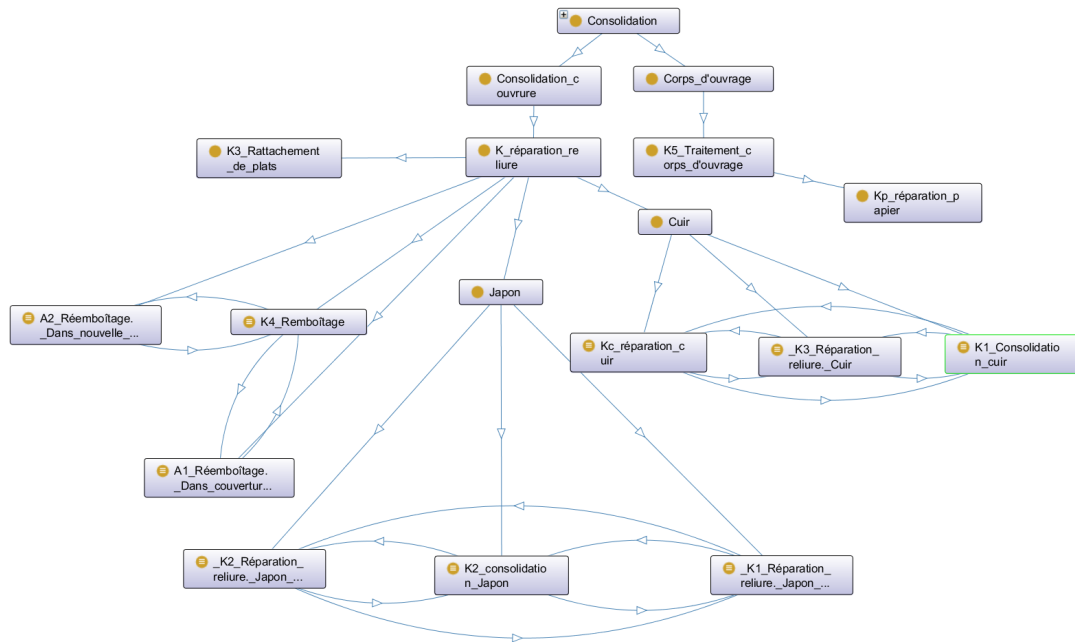 Consolidation
Consolidation_c
ouvrure
Corps_d'ouvrage
K3_Rattachement
_de_plats
K_réparation_re
liure
K5_Traitement_c
orps_d'ouvrage
Kp_réparation_p
apier
Cuir
Japon
A2_Réemboîtage.
_Dans_nouvelle_...
K4_Remboîtage
Kc_réparation_c
uir
_K3_Réparation_
reliure._Cuir
K1_Consolidatio
n_cuir
A1_Réemboîtage.
_Dans_couvertur...
_K2_Réparation_
reliure._Japon_...
K2_consolidatio
n_Japon
_K1_Réparation_
reliure._Japon_...